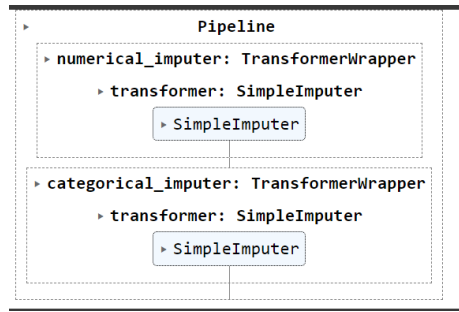 Pipeline
numerical_imputer: TransformerWrapper
transformer: SimpleImputer
SimpleImputer
categorical_imputer: TransformerWrapper
transformer: SimpleImputer
SimpleImputer